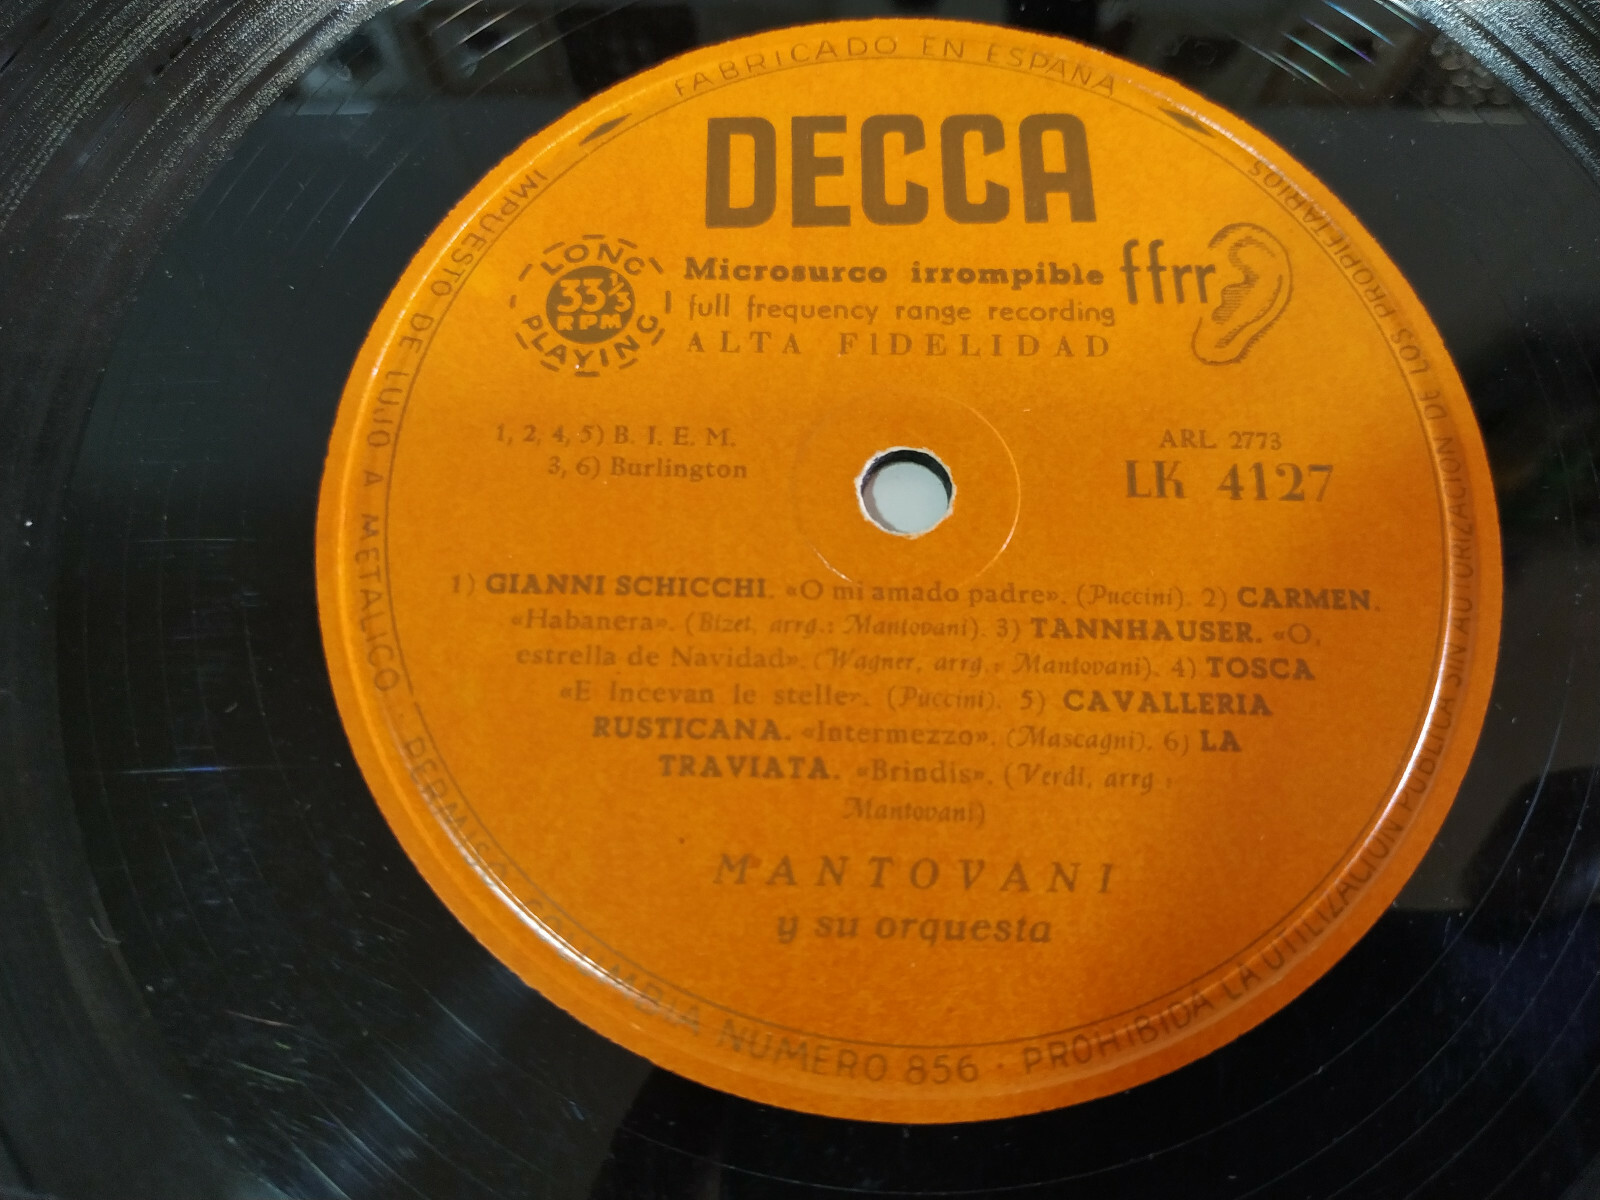 FABRICADO EN ESPAÑA
DECCA
LONG PLAYING
33⅓
RPM
Microsurco irrompible
ffrr
full frequency range recording
ALTA FIDELIDAD
1, 2, 4, 5) B. I. E. M.
3, 6) Burlington
ARL 2773
LK 4127
1) GIANNI SCHICCHI. «O mi amado padre». (Puccini). 2) CARMEN.
«Habanera». (Bizet, arrg.: Mantovani). 3) TANNHAUSER. «O,
estrella de Navidad». (Wagner, arrg.: Mantovani). 4) TOSCA
«E lncevan le stelle». (Puccini). 5) CAVALLERIA
RUSTICANA. «Intermezzo». (Mascagni). 6) LA
TRAVIATA. «Brindis». (Verdi, arrg :
Mantovani)
MANTOVANI
y su orquesta
IMPUESTO DE LUJO A METALICO · PERMISO COLUMBIA NUMERO 856 · PROHIBIDA LA UTILIZACION PUBLICA SIN AUTORIZACION DE LOS PROPIETARIOS